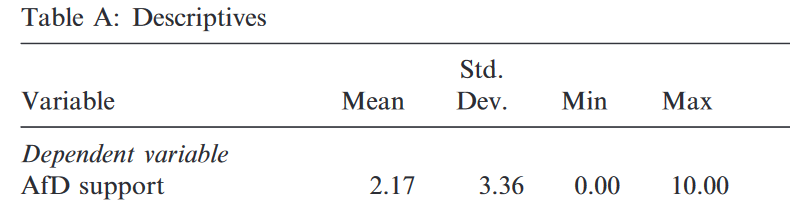 Table A: Descriptives
Std.
Variable Mean Dev. Min Max
Dependent variable
AfD support 2.17 3.36 0.00 10.00